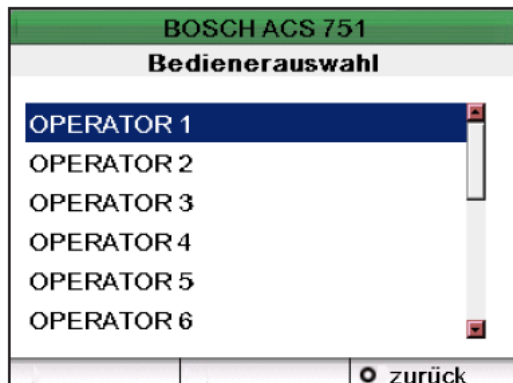 BOSCH ACS 751
Bedienerauswahl
OPERATOR 1
OPERATOR 2
OPERATOR 3
OPERATOR 4
OPERATOR 5
OPERATOR 6
zurück